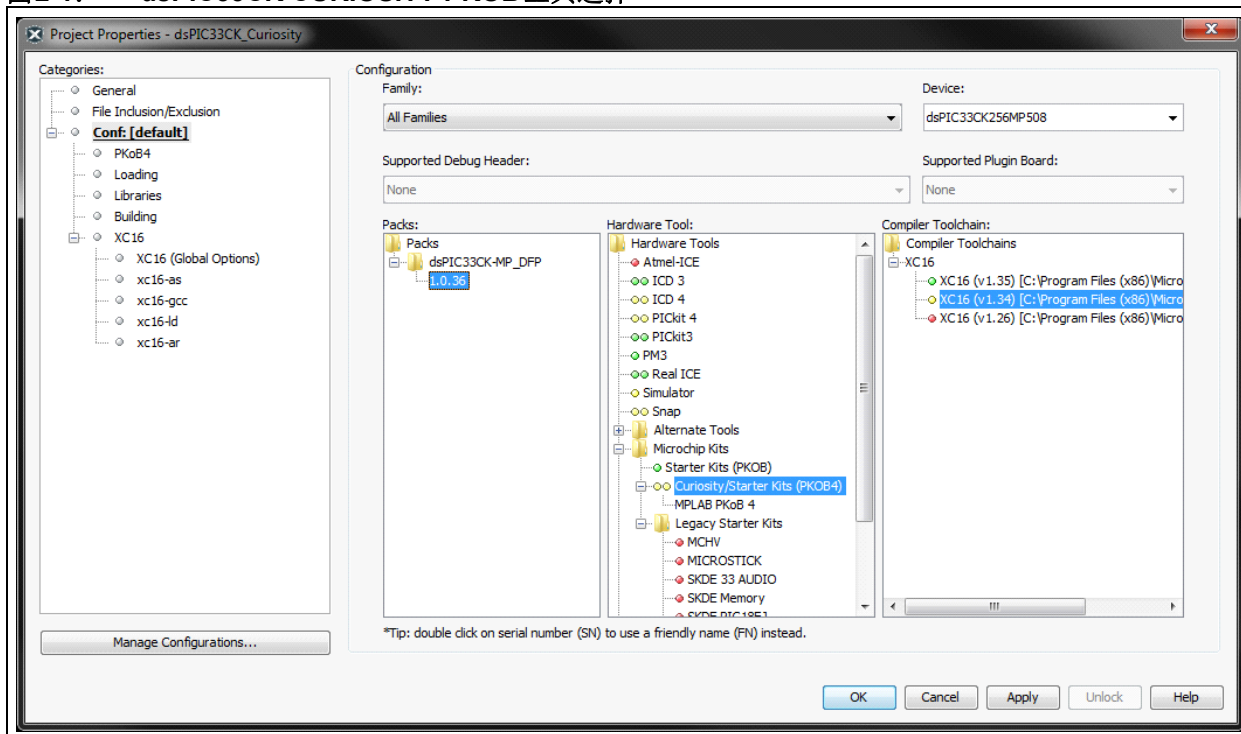 Project Properties - dsPIC33CK_Curiosity
Categories:
General
File Inclusion/Exclusion
Conf: [default]
PKoB4
Loading
Libraries
Building
XC16
XC16 (Global Options)
xc16-as
xc16-gcc
xc16-ld
xc16-ar
Manage Configurations...
Configuration
Family:
All Families
Device:
dsPIC33CK256MP508
Supported Debug Header:
None
Supported Plugin Board:
None
Packs:
Packs
dsPIC33CK-MP_DFP
1.0.36
Hardware Tool:
Hardware Tools
Atmel-ICE
ICD 3
ICD 4
PICkit 4
PICkit3
PM3
Real ICE
Simulator
Snap
Alternate Tools
Microchip Kits
Starter Kits (PKOB)
Curiosity/Starter Kits (PKOB4)
MPLAB PKoB 4
Legacy Starter Kits
MCHV
MICROSTICK
SKDE 33 AUDIO
SKDE Memory
Compiler Toolchain:
Compiler Toolchains
XC16
XC16 (v1.35) [C:\Program Files (x86)\Micro
XC16 (v1.34) [C:\Program Files (x86)\Micro
XC16 (v1.26) [C:\Program Files (x86)\Micro
*Tip: double click on serial number (SN) to use a friendly name (FN) instead.
OK
Cancel
Apply
Unlock
Help